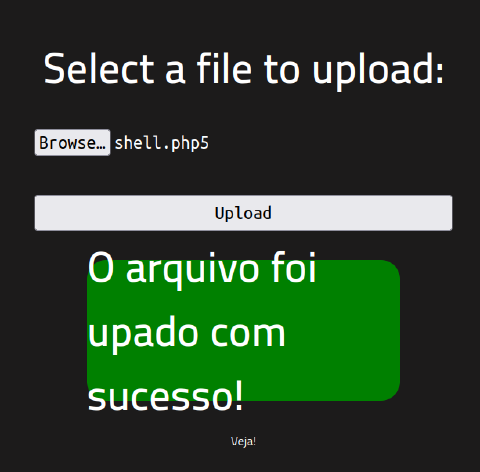 Select a file to upload:
Browse… shell.php5
Upload
O arquivo foi
upado com
sucesso!
Veja!